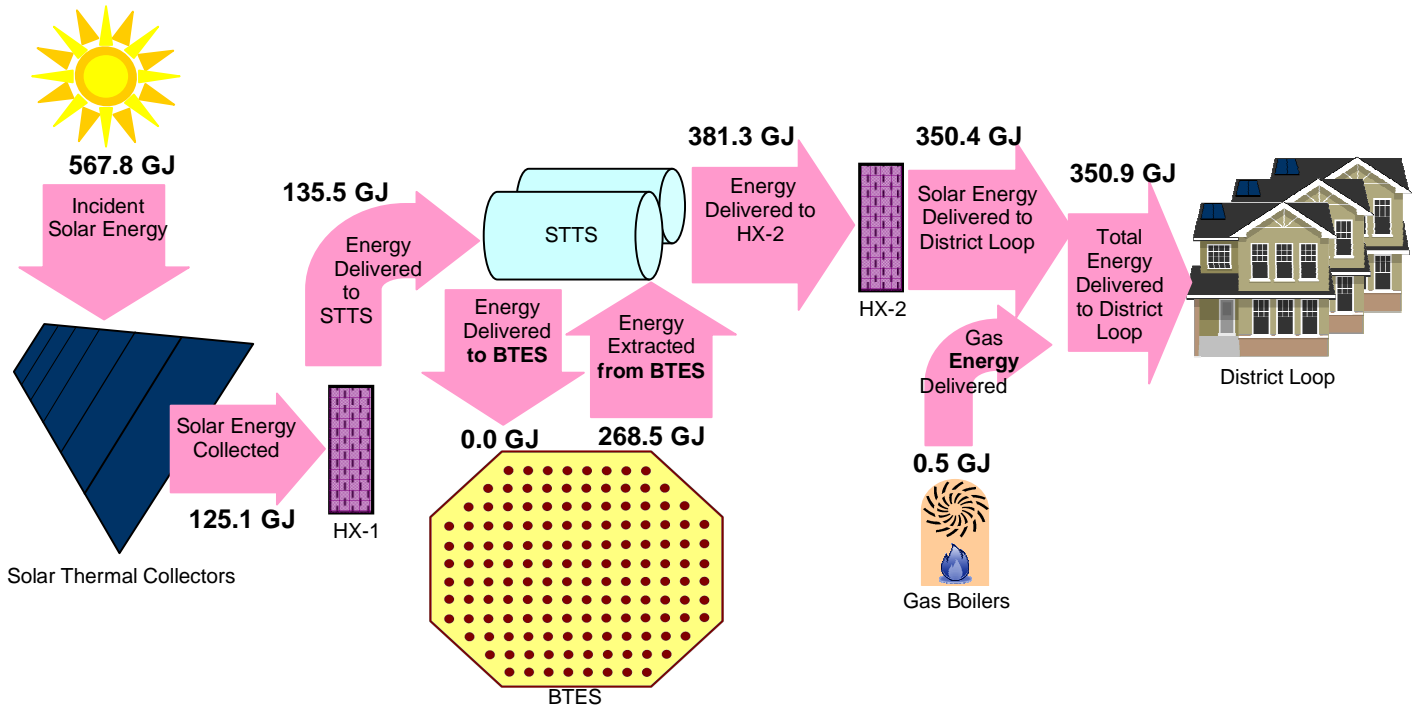 567.8 GJ
Incident
Solar Energy
Solar Thermal Collectors
Solar Energy
Collected
125.1 GJ
HX-1
135.5 GJ
Energy
Delivered
to
STTS
STTS
Energy
Delivered
to BTES
0.0 GJ
Energy
Extracted
from BTES
268.5 GJ
BTES
381.3 GJ
Energy
Delivered to
HX-2
HX-2
350.4 GJ
Solar Energy
Delivered to
District Loop
Gas
Energy
Delivered
0.5 GJ
Gas Boilers
350.9 GJ
Total
Energy
Delivered
to District
Loop
District Loop